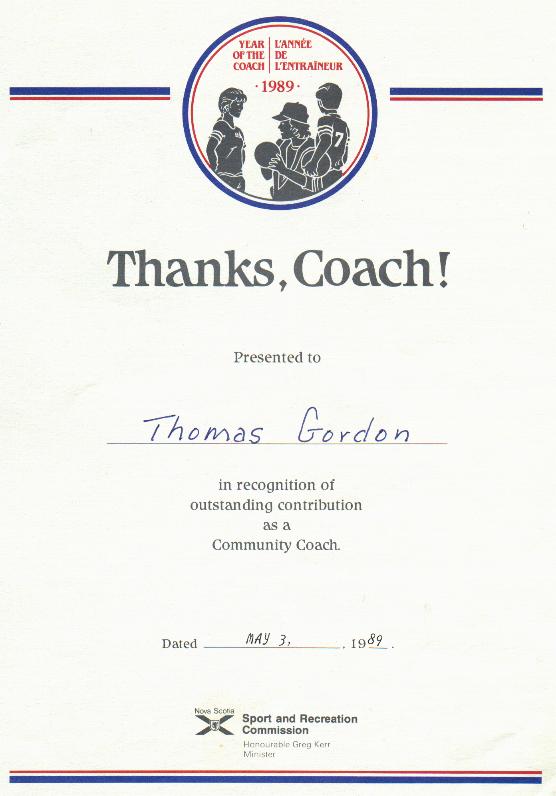 YEAR
OF THE
COACH
L'ANNÉE
DE
L'ENTRAÎNEUR
·1989·
7
Thanks, Coach!
Presented to
Thomas Gordon
in recognition of
outstanding contribution
as a
Community Coach.
Dated MAY 3, , 1989 .
Nova Scotia
Sport and Recreation
Commission
Honourable Greg Kerr
Minister